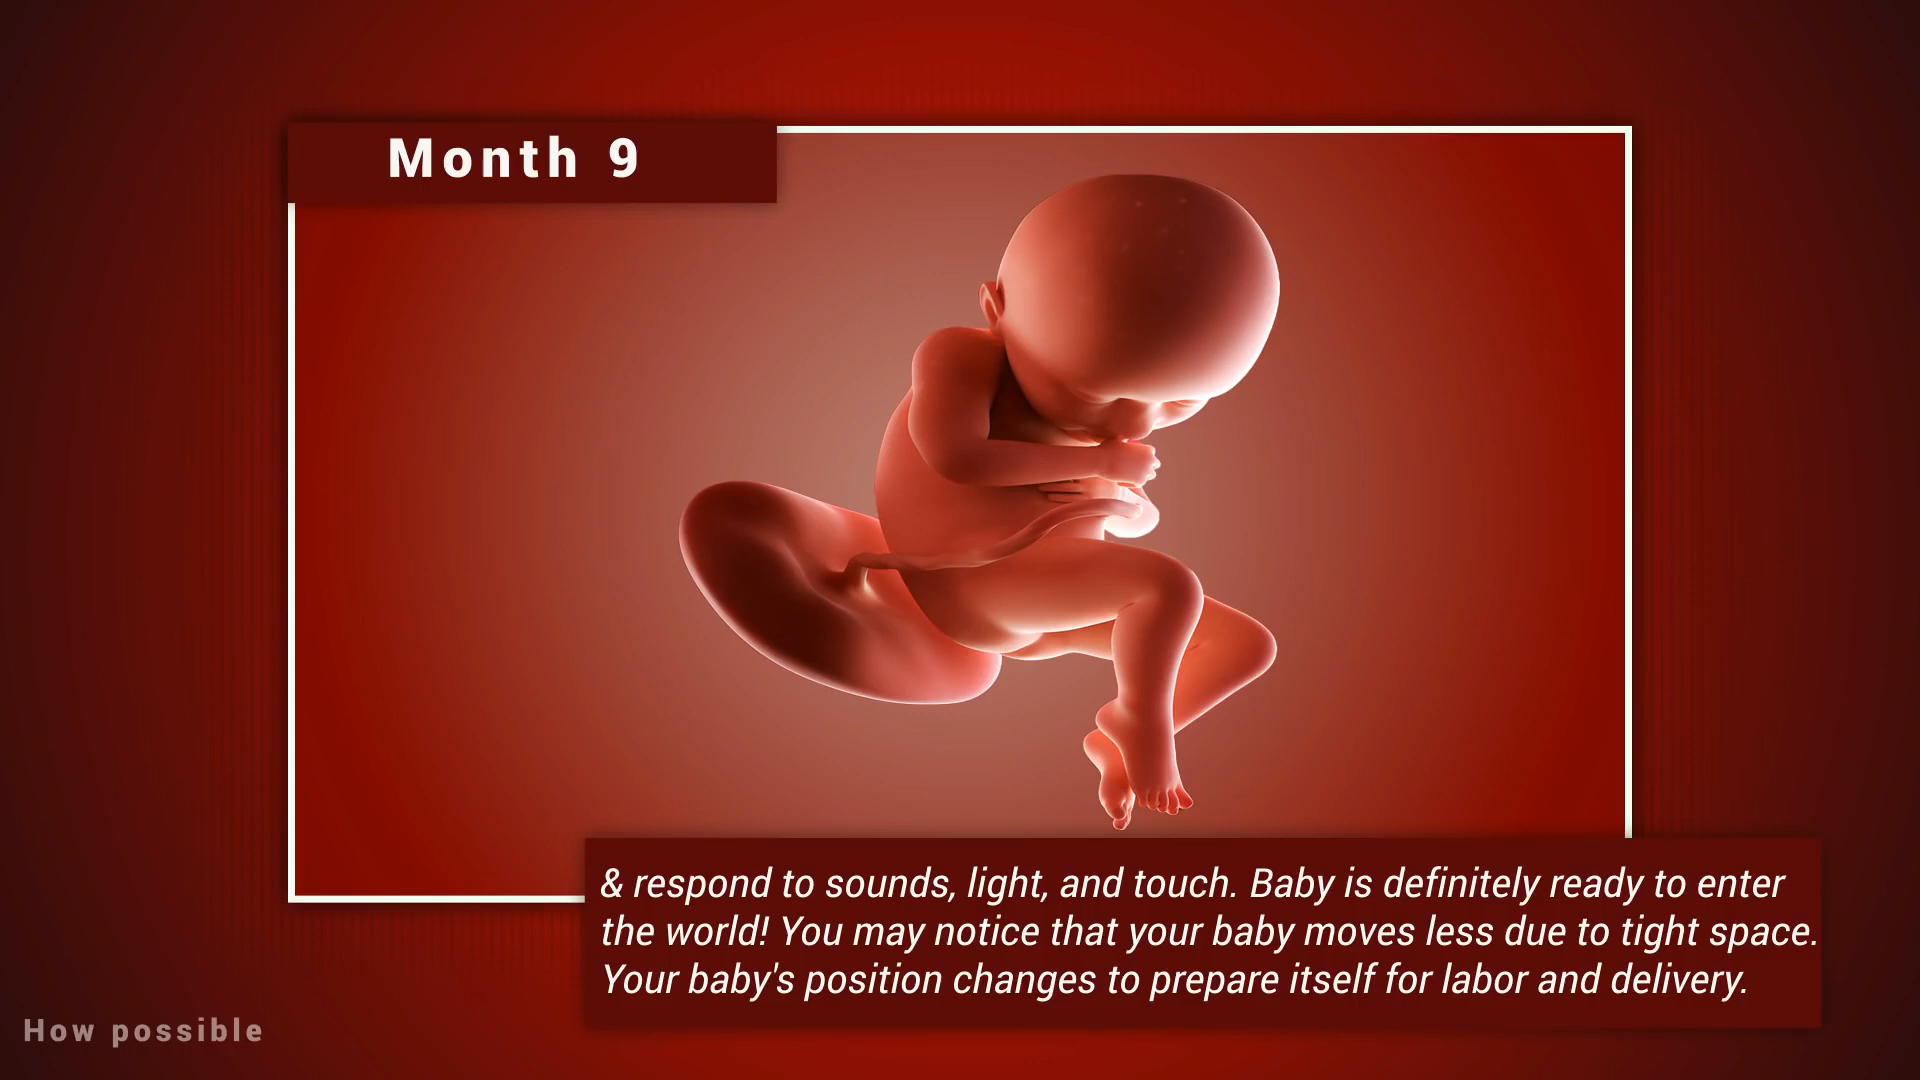 Month 9
& respond to sounds, light, and touch. Baby is definitely ready to enter
the world! You may notice that your baby moves less due to tight space.
Your baby's position changes to prepare itself for labor and delivery.
How possible